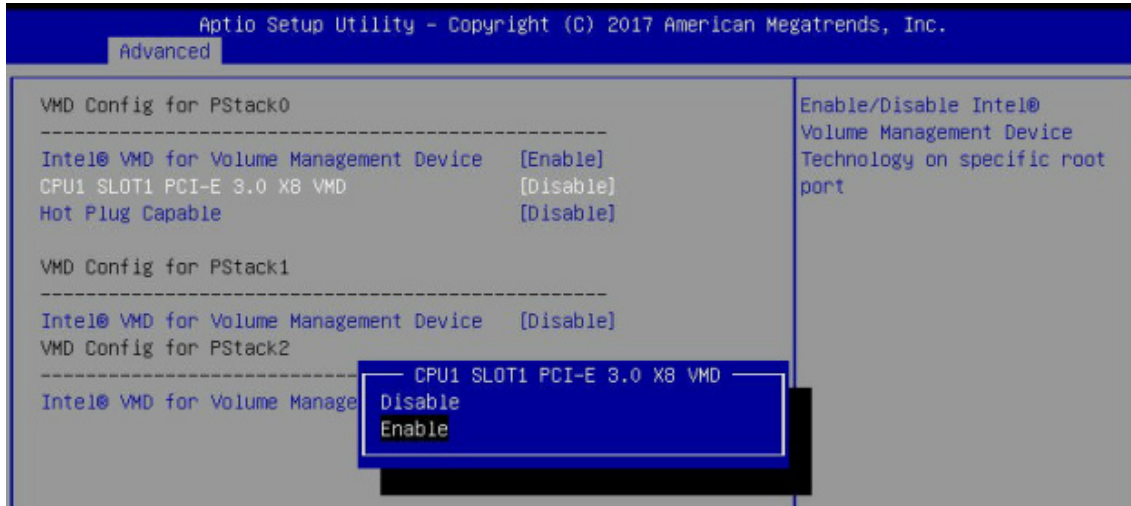 Aptio Setup Utility – Copyright (C) 2017 American Megatrends, Inc.
Advanced
VMD Config for PStack0
--------------------------------------------------
Intel® VMD for Volume Management Device [Enable]
CPU1 SLOT1 PCI-E 3.0 X8 VMD [Disable]
Hot Plug Capable [Disable]
VMD Config for PStack1
--------------------------------------------------
Intel® VMD for Volume Management Device [Disable]
VMD Config for PStack2
----------------------------
Intel® VMD for Volume Manage
CPU1 SLOT1 PCI-E 3.0 X8 VMD
Disable
Enable
Enable/Disable Intel®
Volume Management Device
Technology on specific root
port